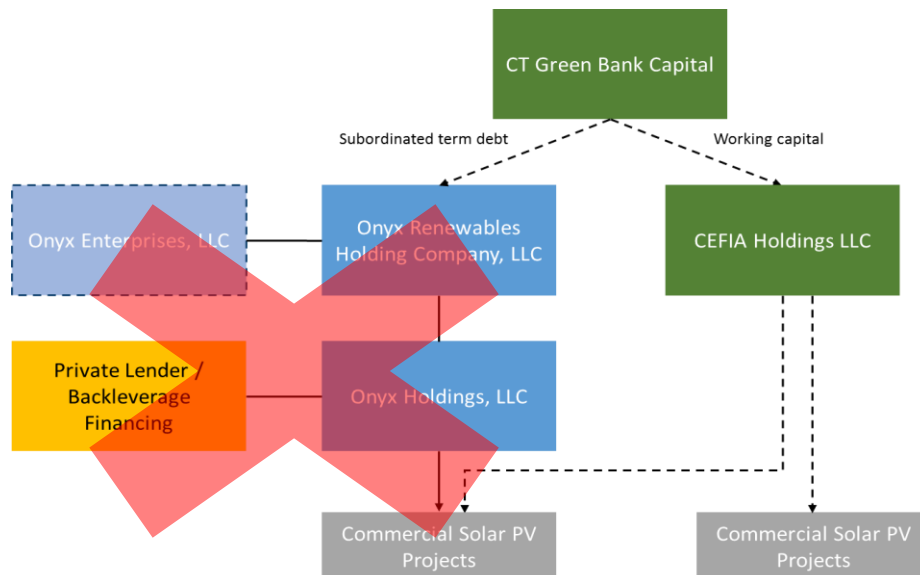 CT Green Bank Capital
Subordinated term debt
Working capital
Onyx Enterprises, LLC
Onyx Renewables
Holding Company, LLC
CEFIA Holdings LLC
Private Lender /
Backleverage
Financing
Onyx Holdings, LLC
Commercial Solar PV
Projects
Commercial Solar PV
Projects